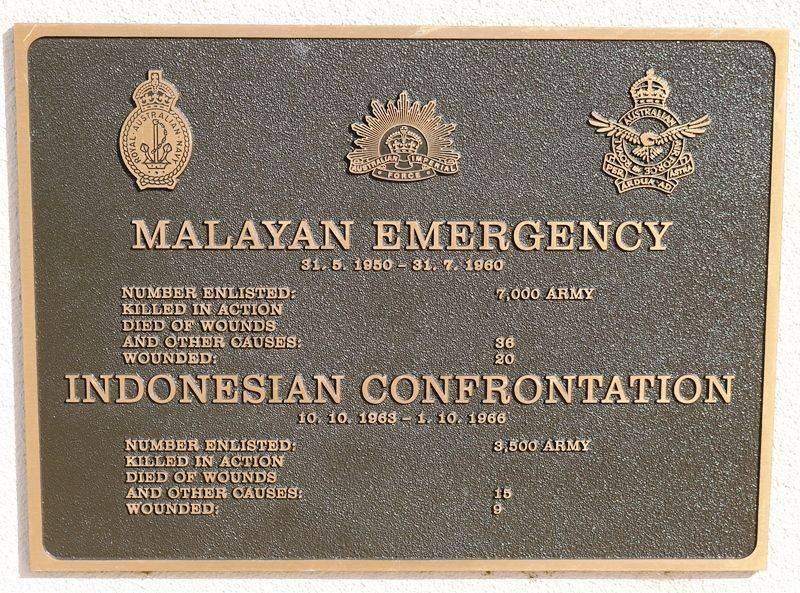 ROYAL · AUSTRALIAN · NAVY
AUSTRALIAN IMPERIAL
FORCE
AUSTRALIAN
PER ARDUA AD ASTRA
MALAYAN EMERGENCY
31. 5. 1950 – 31. 7. 1960
NUMBER ENLISTED: 7,000 ARMY
KILLED IN ACTION
DIED OF WOUNDS
AND OTHER CAUSES: 36
WOUNDED: 20
INDONESIAN CONFRONTATION
10. 10. 1963 – 1. 10. 1966
NUMBER ENLISTED: 3,500 ARMY
KILLED IN ACTION
DIED OF WOUNDS
AND OTHER CAUSES: 15
WOUNDED: 9